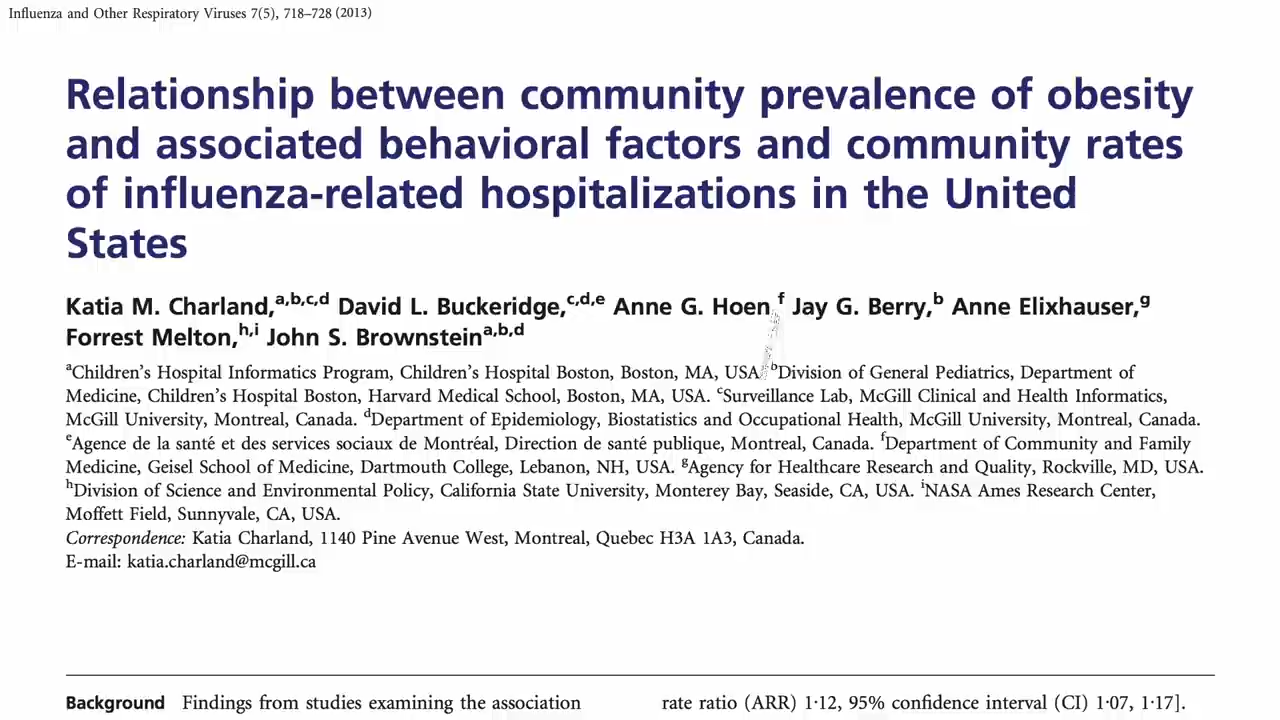 Influenza and Other Respiratory Viruses 7(5), 718–728 (2013)
Relationship between community prevalence of obesity
and associated behavioral factors and community rates
of influenza-related hospitalizations in the United
States
Katia M. Charland,a,b,c,d David L. Buckeridge,c,d,e Anne G. Hoen,f Jay G. Berry,b Anne Elixhauser,g
Forrest Melton,h,i John S. Brownsteina,b,d
aChildren's Hospital Informatics Program, Children's Hospital Boston, Boston, MA, USA. bDivision of General Pediatrics, Department of
Medicine, Children's Hospital Boston, Harvard Medical School, Boston, MA, USA. cSurveillance Lab, McGill Clinical and Health Informatics,
McGill University, Montreal, Canada. dDepartment of Epidemiology, Biostatistics and Occupational Health, McGill University, Montreal, Canada.
eAgence de la santé et des services sociaux de Montréal, Direction de santé publique, Montreal, Canada. fDepartment of Community and Family
Medicine, Geisel School of Medicine, Dartmouth College, Lebanon, NH, USA. gAgency for Healthcare Research and Quality, Rockville, MD, USA.
hDivision of Science and Environmental Policy, California State University, Monterey Bay, Seaside, CA, USA. iNASA Ames Research Center,
Moffett Field, Sunnyvale, CA, USA.
Correspondence: Katia Charland, 1140 Pine Avenue West, Montreal, Quebec H3A 1A3, Canada.
E-mail: katia.charland@mcgill.ca
Background Findings from studies examining the association
rate ratio (ARR) 1·12, 95% confidence interval (CI) 1·07, 1·17].